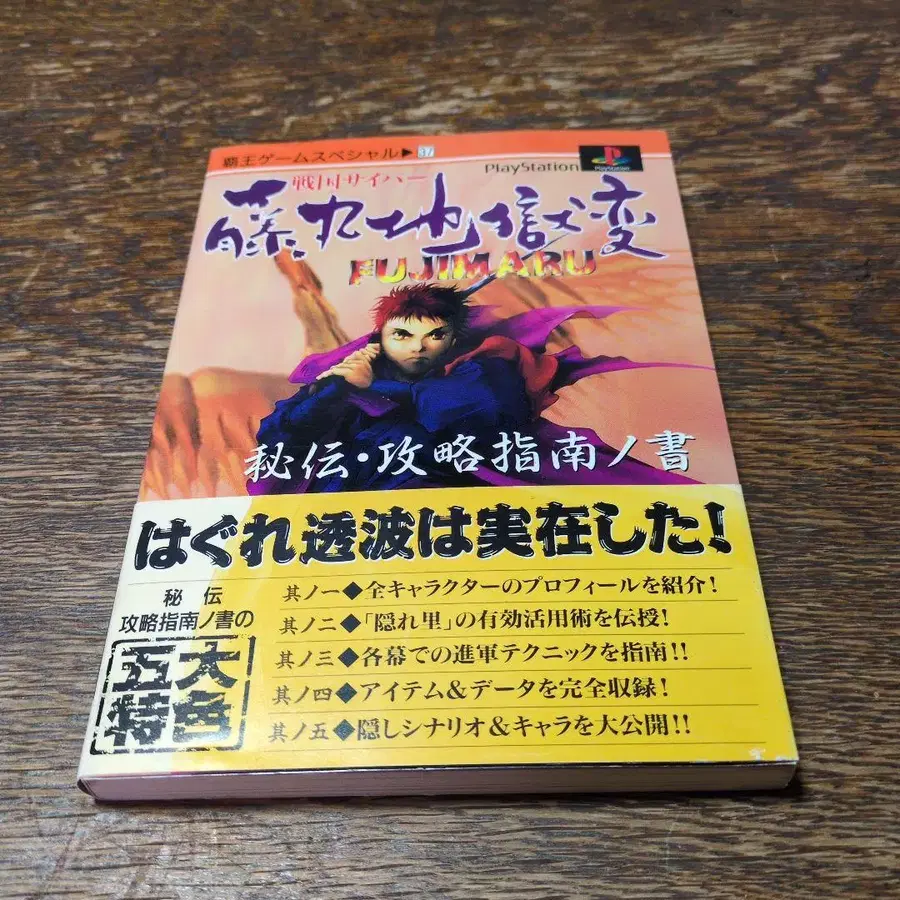 覇王ゲームスペシャル▶37
PlayStation
PlayStation
戦国サイバー
藤丸地獄変
FUJIMARU
秘伝・攻略指南ノ書
はぐれ透波は実在した!
秘伝
攻略指南ノ書の
五大
特色
其ノ一◆全キャラクターのプロフィールを紹介!
其ノ二◆「隠れ里」の有効活用術を伝授!
其ノ三◆各幕での進軍テクニックを指南!!
其ノ四◆アイテム&データを完全収録!
其ノ五◆隠しシナリオ&キャラを大公開!!